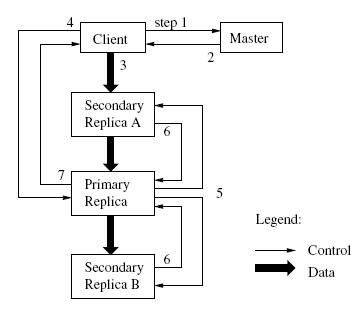 4
step 1
Client
Master
2
3
Secondary
Replica A
6
7
Primary
Replica
5
Legend:
6
Control
Secondary
Replica B
Data